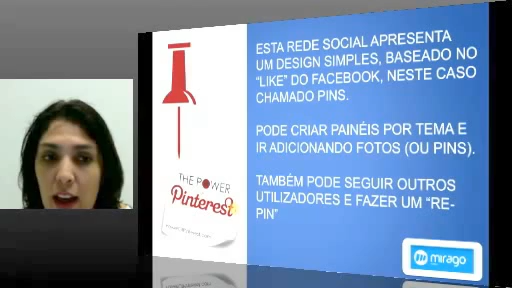 ESTA REDE SOCIAL APRESENTA
UM DESIGN SIMPLES, BASEADO NO
"LIKE" DO FACEBOOK, NESTE CASO
CHAMADO PINS.
PODE CRIAR PAINÉIS POR TEMA E
IR ADICIONANDO FOTOS (OU PINS).
TAMBÉM PODE SEGUIR OUTROS
UTILIZADORES E FAZER UM "RE-
PIN"
THE POWER
Pinterest
mirago